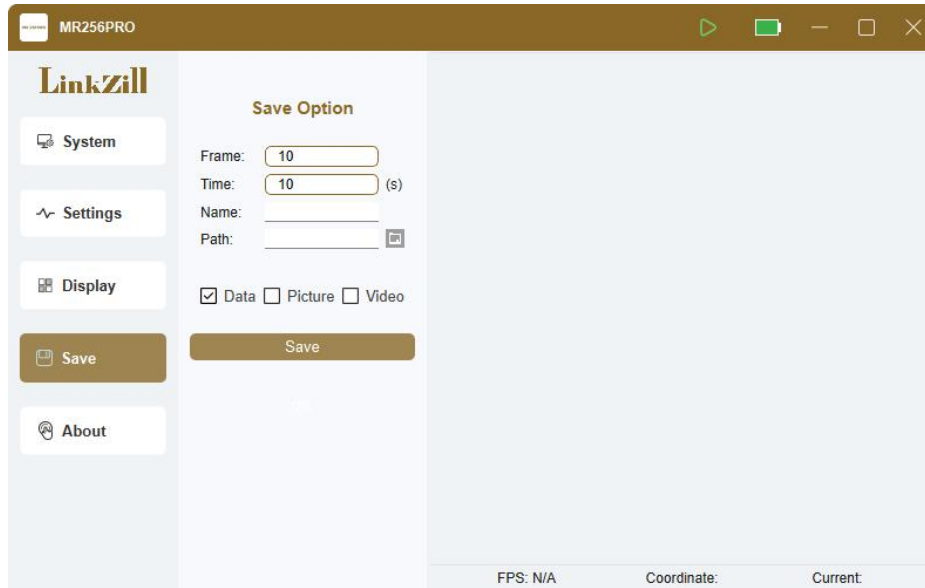 MR256PRO
LinkZill
System
Settings
Display
Save
About
Save Option
Frame: 10
Time: 10 (s)
Name:
Path:
Data Picture Video
Save
FPS: N/A Coordinate: Current: